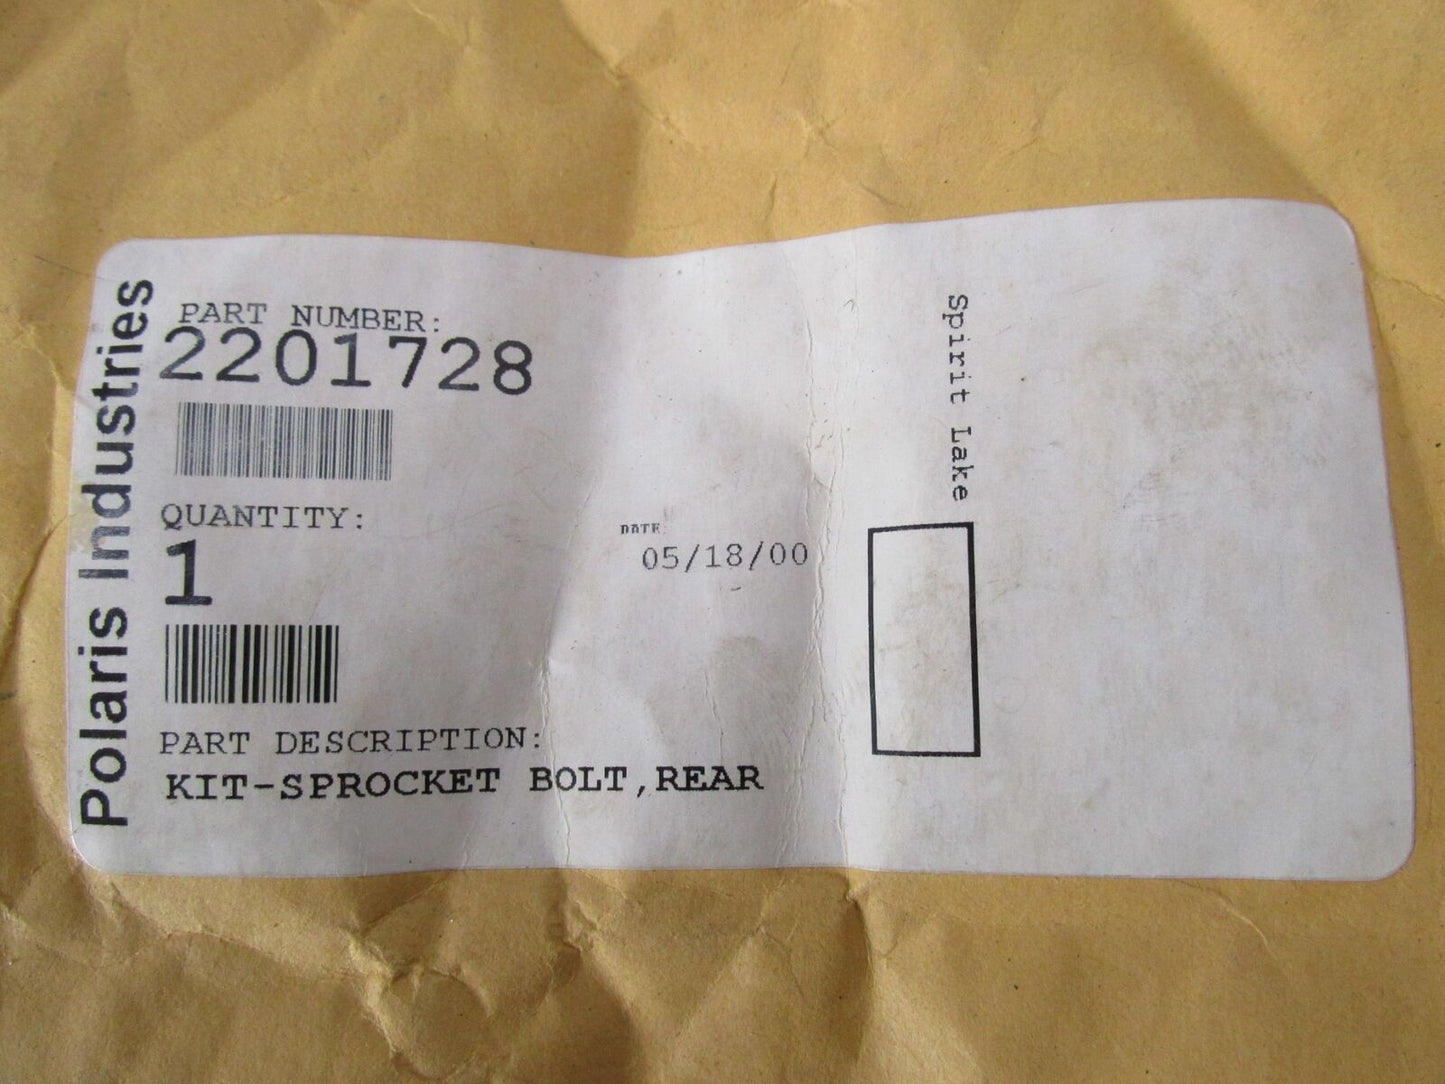 Polaris Industries
PART NUMBER:
2201728
QUANTITY:
1
DATE
05/18/00
PART DESCRIPTION:
KIT-SPROCKET BOLT,REAR
Spirit Lake